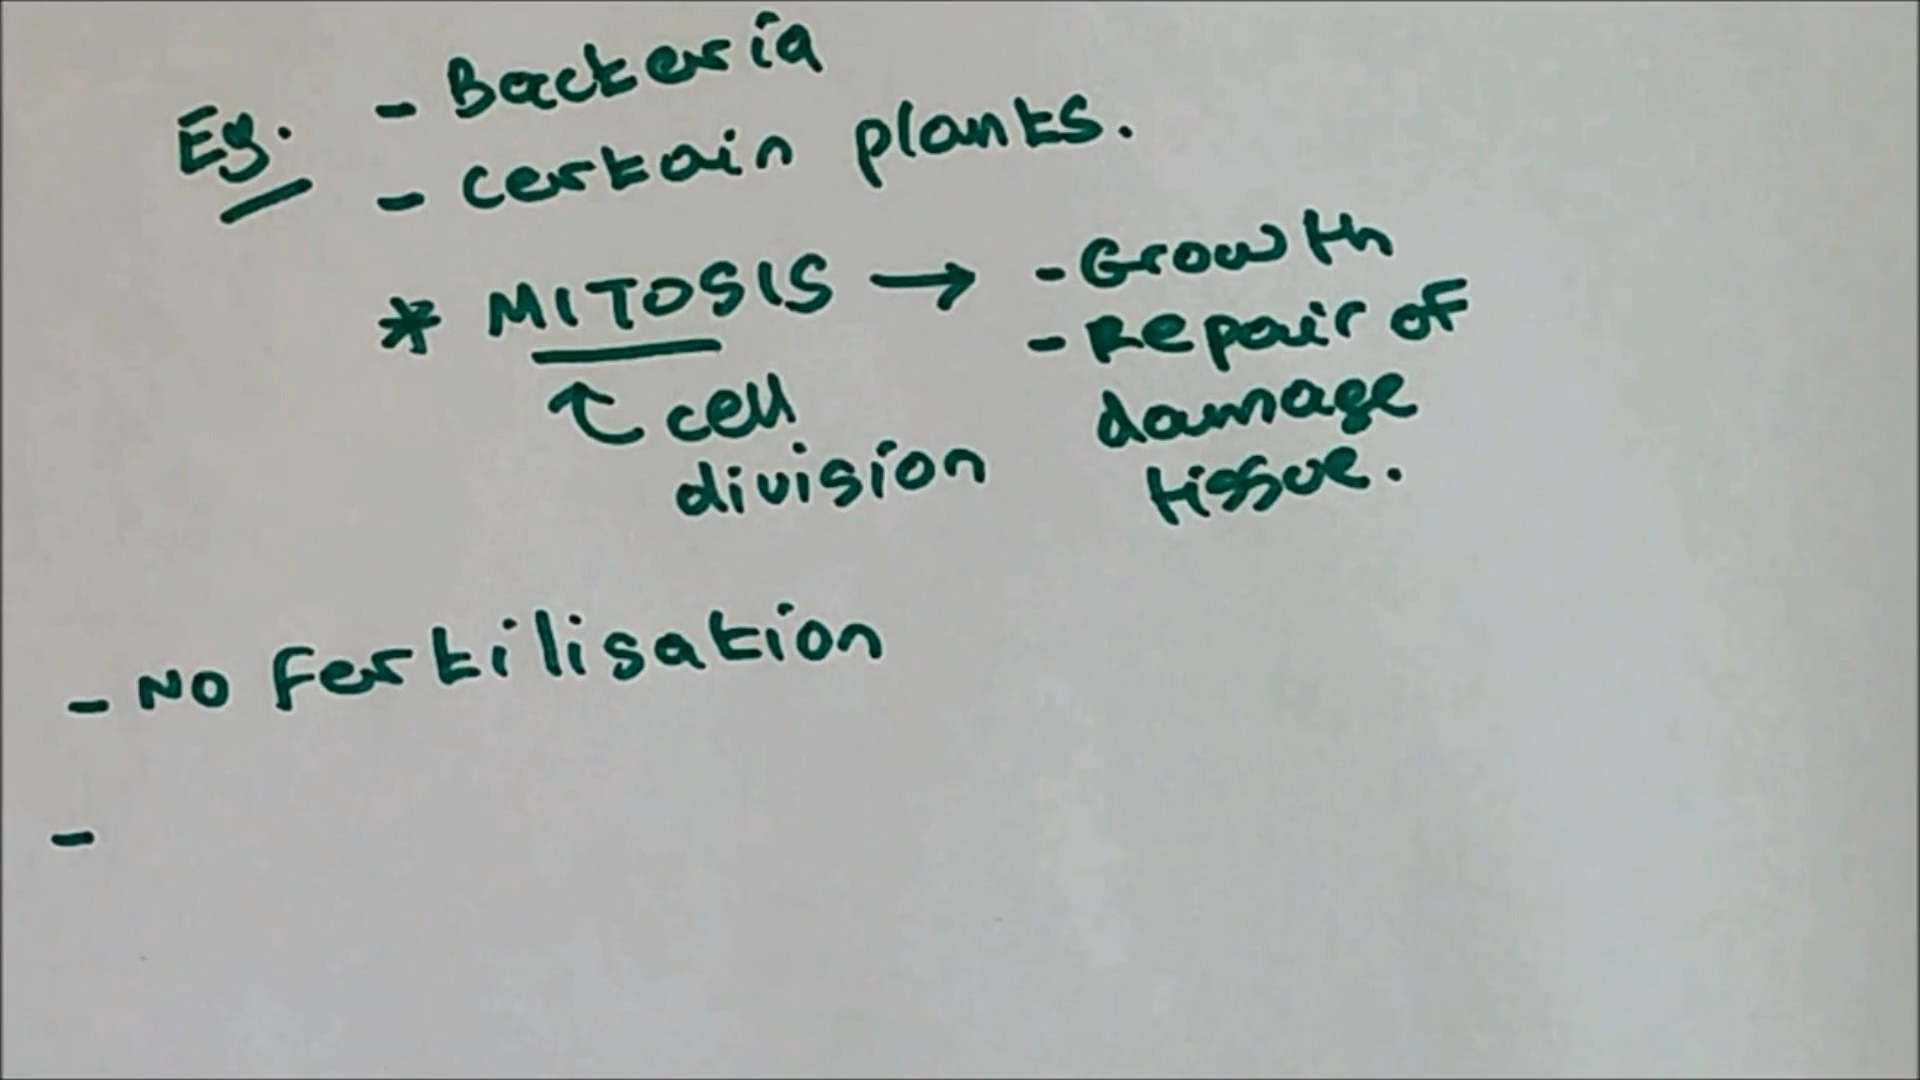 Eg. - Bacteria
- certain plants.
* MITOSIS → - Growth
- Repair of
damage
tissue.
↑ cell
division
- No fertilisation
-